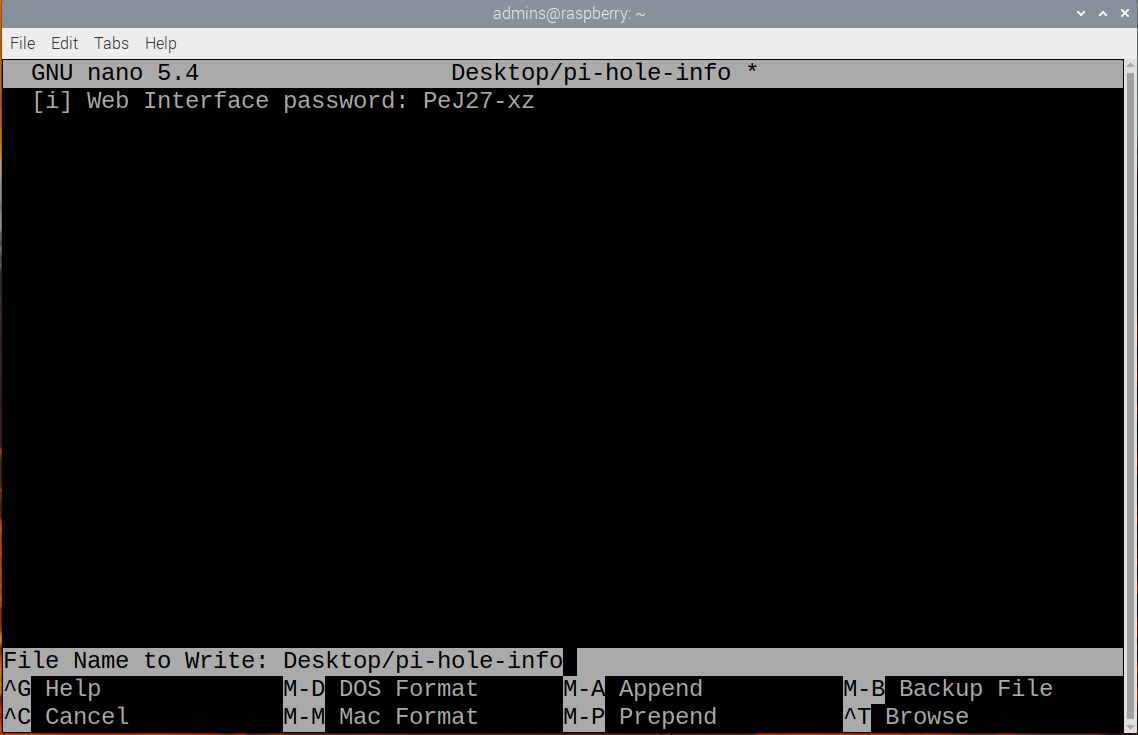 admins@raspberry: ~
File Edit Tabs Help
GNU nano 5.4 Desktop/pi-hole-info *
[i] Web Interface password: PeJ27-xz
File Name to Write: Desktop/pi-hole-info
^G Help M-D DOS Format M-A Append M-B Backup File
^C Cancel M-M Mac Format M-P Prepend ^T Browse